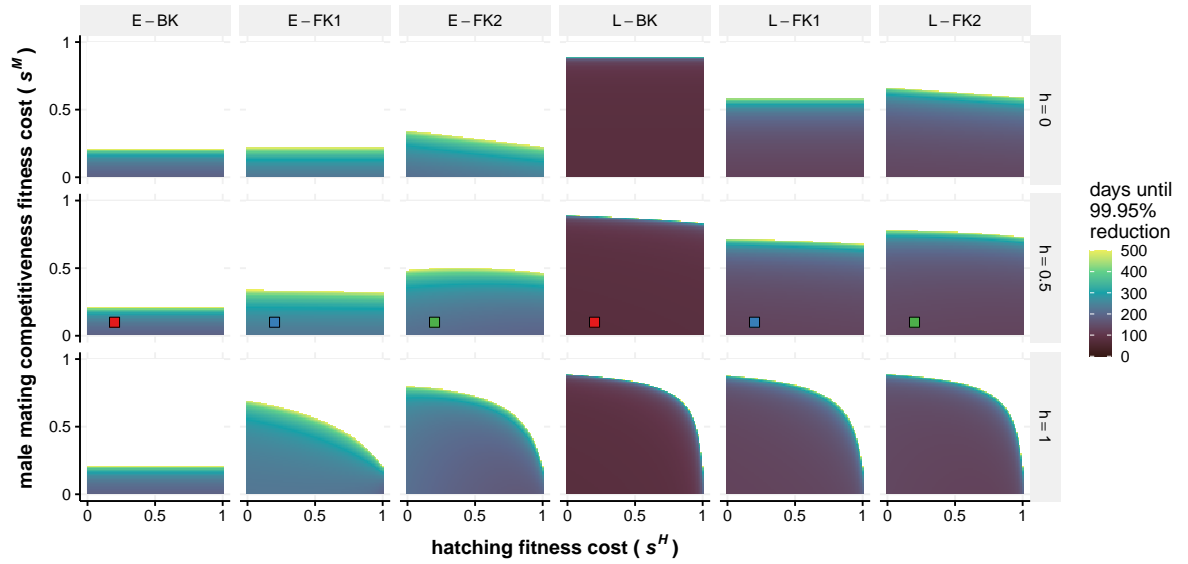 E − BK E − FK1 E − FK2 L − BK L − FK1 L − FK2
male mating competitiveness fitness cost ( s^M )
1
0.5
0
h = 0
1
0.5
0
h = 0.5
1
0.5
0
h = 1
0 0.5 1 0 0.5 1 0 0.5 1 0 0.5 1 0 0.5 1 0 0.5 1
hatching fitness cost ( s^H )
days until
99.95%
reduction
500
400
300
200
100
0